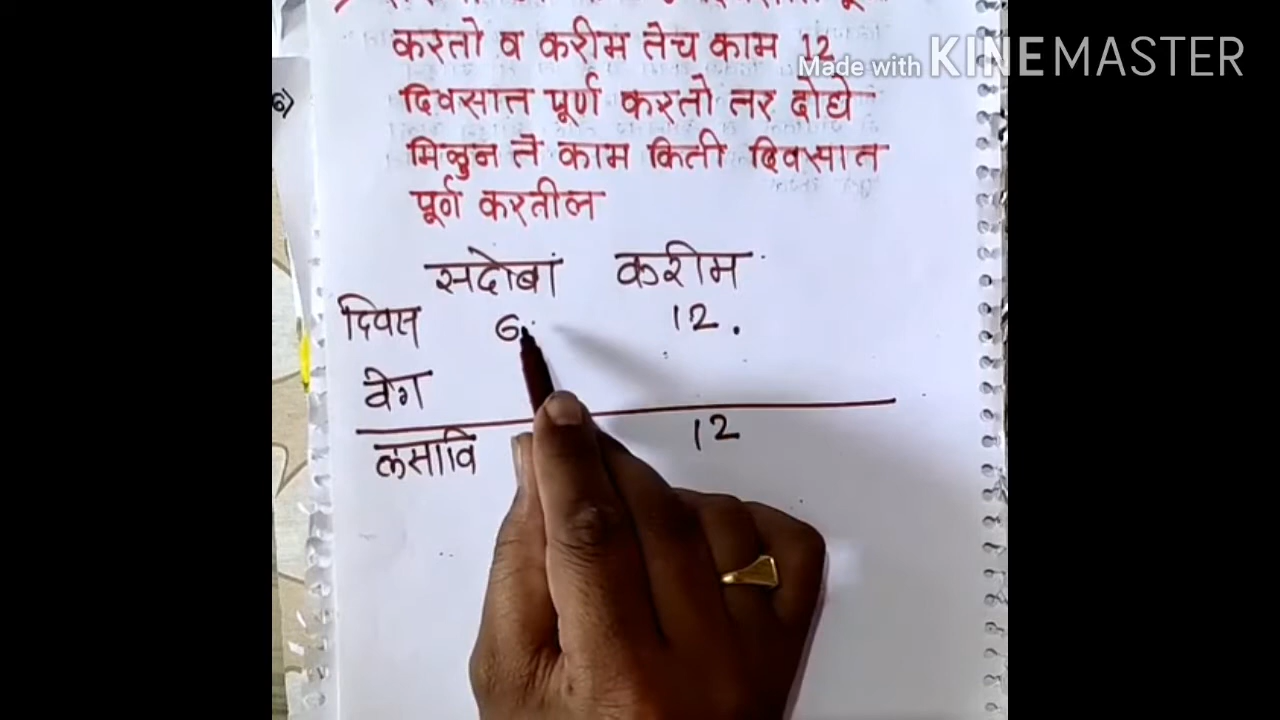 करतो व करीम तेच काम 12
Made with KINEMASTER
दिवसात पूर्ण करतो तर दोघे
मिळुन ते काम किती दिवसात
पूर्ण करतील
सदोबा करीम
दिवस 6 12.
वेग
लसावि 12